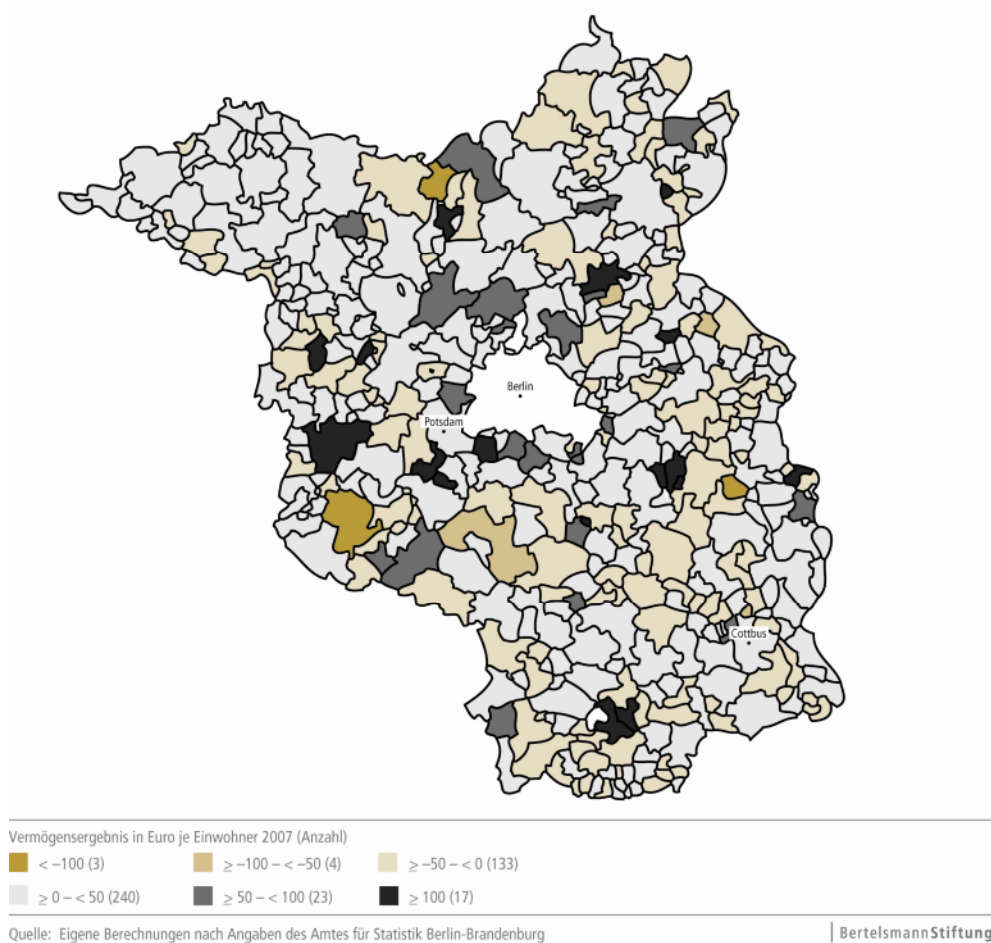 Berlin
Potsdam
Cottbus
Vermögensergebnis in Euro je Einwohner 2007 (Anzahl)
< –100 (3) ≥ –100 – < –50 (4) ≥ –50 – < 0 (133)
≥ 0 – < 50 (240) ≥ 50 – < 100 (23) ≥ 100 (17)
Quelle: Eigene Berechnungen nach Angaben des Amtes für Statistik Berlin-Brandenburg | BertelsmannStiftung